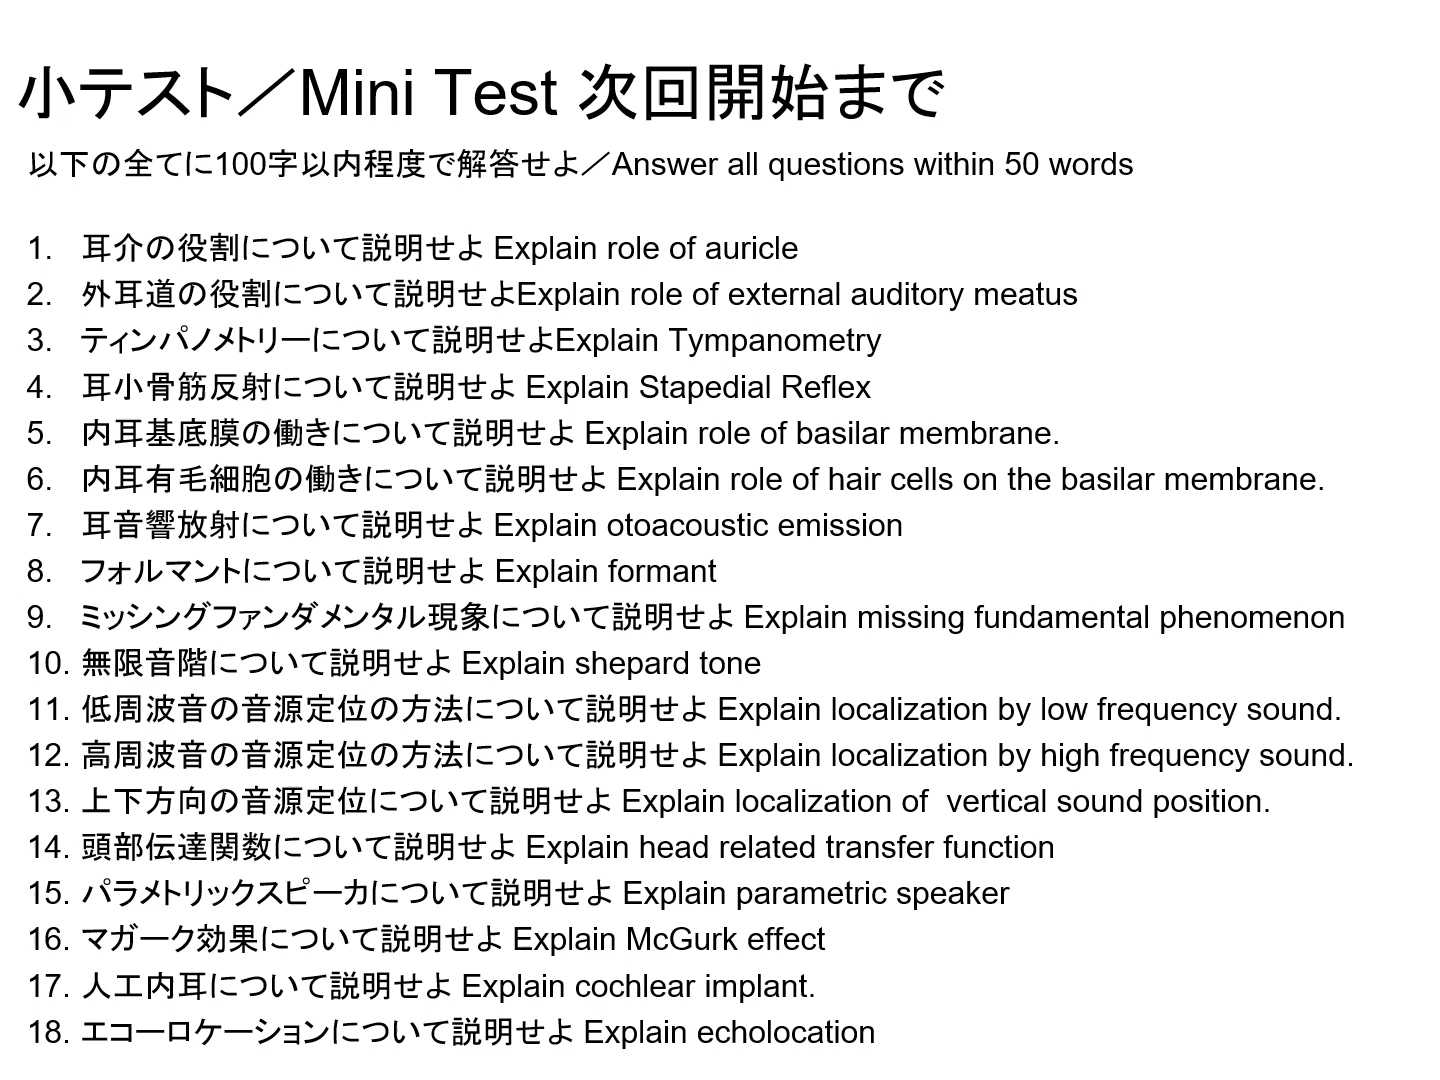 小テスト／Mini Test 次回開始まで
以下の全てに100字以内程度で解答せよ／Answer all questions within 50 words
1. 耳介の役割について説明せよ Explain role of auricle
2. 外耳道の役割について説明せよExplain role of external auditory meatus
3. ティンパノメトリーについて説明せよExplain Tympanometry
4. 耳小骨筋反射について説明せよ Explain Stapedial Reflex
5. 内耳基底膜の働きについて説明せよ Explain role of basilar membrane.
6. 内耳有毛細胞の働きについて説明せよ Explain role of hair cells on the basilar membrane.
7. 耳音響放射について説明せよ Explain otoacoustic emission
8. フォルマントについて説明せよ Explain formant
9. ミッシングファンダメンタル現象について説明せよ Explain missing fundamental phenomenon
10. 無限音階について説明せよ Explain shepard tone
11. 低周波音の音源定位の方法について説明せよ Explain localization by low frequency sound.
12. 高周波音の音源定位の方法について説明せよ Explain localization by high frequency sound.
13. 上下方向の音源定位について説明せよ Explain localization of  vertical sound position.
14. 頭部伝達関数について説明せよ Explain head related transfer function
15. パラメトリックスピーカについて説明せよ Explain parametric speaker
16. マガーク効果について説明せよ Explain McGurk effect
17. 人工内耳について説明せよ Explain cochlear implant.
18. エコーロケーションについて説明せよ Explain echolocation